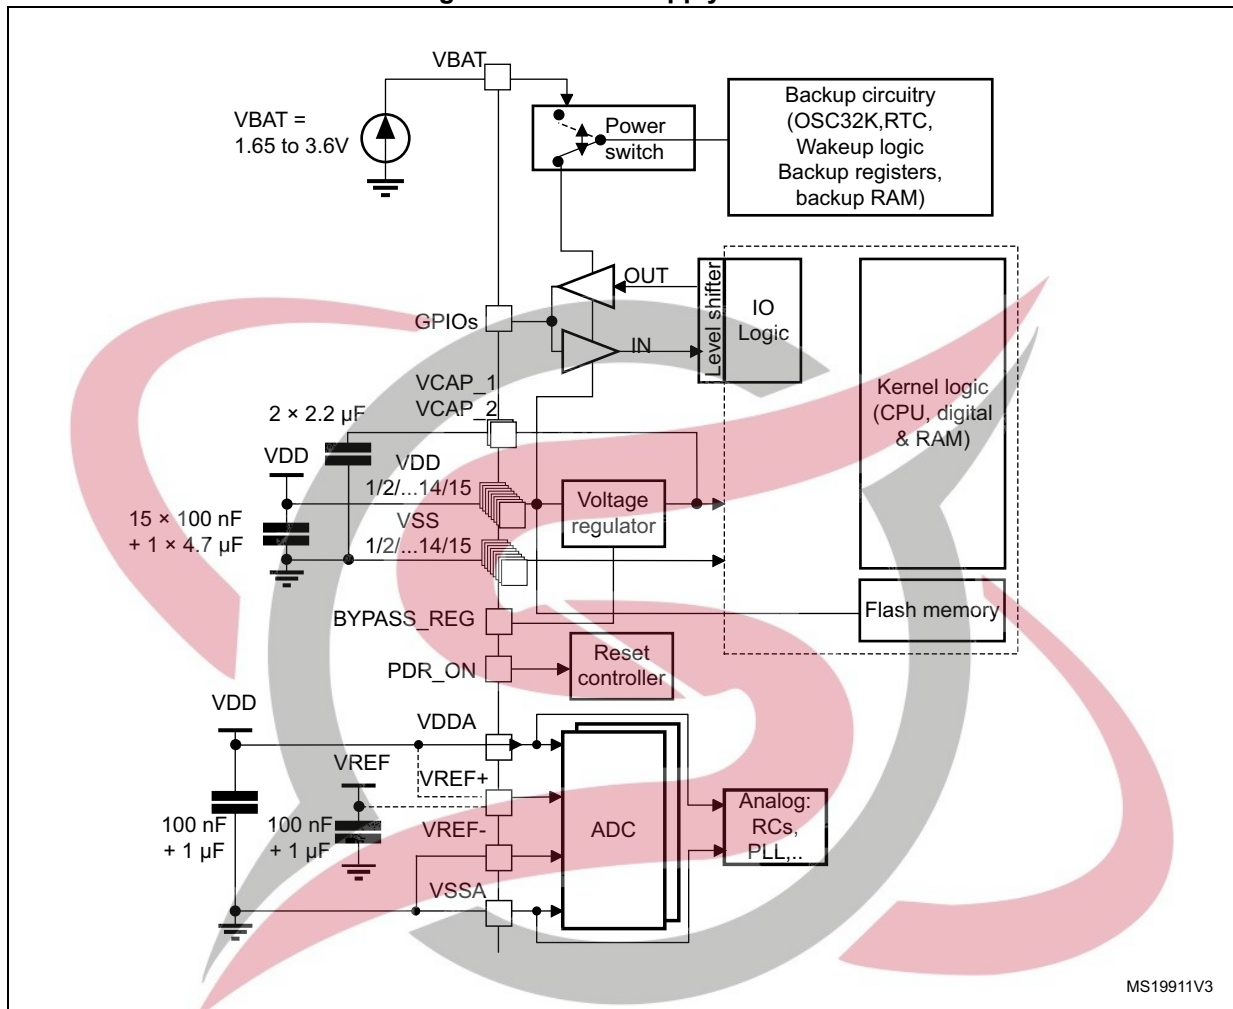 VBAT
VBAT =
1.65 to 3.6V
Power
switch
Backup circuitry
(OSC32K,RTC,
Wakeup logic
Backup registers,
backup RAM)
OUT
GPIOs
IN
Level shifter
IO
Logic
Kernel logic
(CPU, digital
& RAM)
VCAP_1
VCAP_2
2 × 2.2 µF
VDD
VDD
1/2/...14/15
15 × 100 nF
+ 1 × 4.7 µF
VSS
1/2/...14/15
Voltage
regulator
Flash memory
BYPASS_REG
PDR_ON
Reset
controller
VDD
VDDA
VREF
VREF+
100 nF
+ 1 µF
100 nF
+ 1 µF
VREF-
ADC
Analog:
RCs,
PLL,..
VSSA
MS19911V3